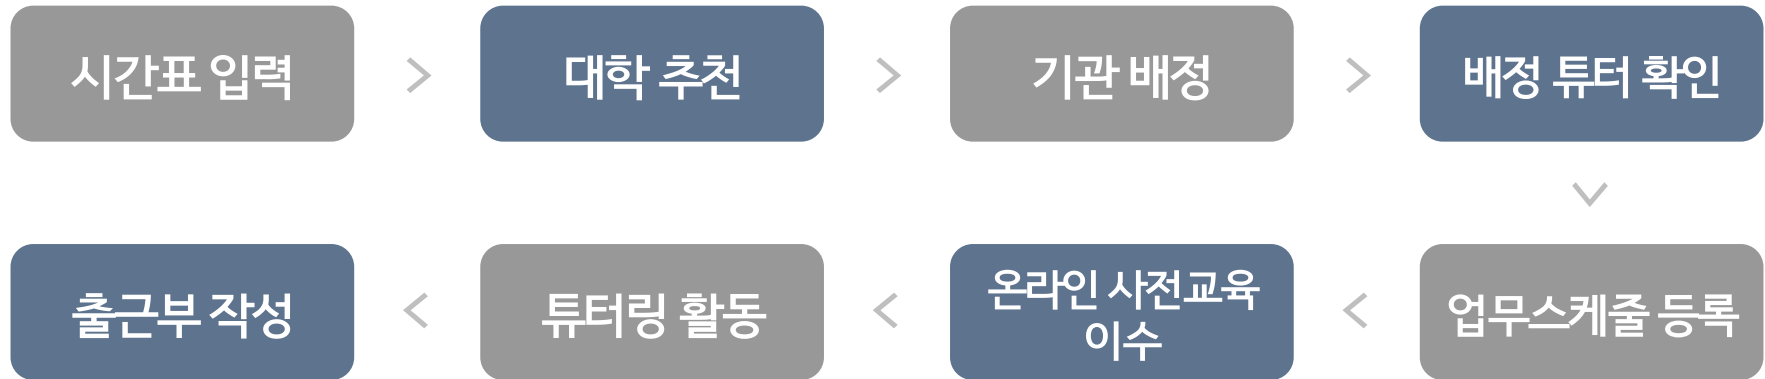 시간표 입력
대학 추천
기관 배정
배정 튜터 확인
업무스케줄 등록
온라인 사전교육
이수
튜터링 활동
출근부 작성